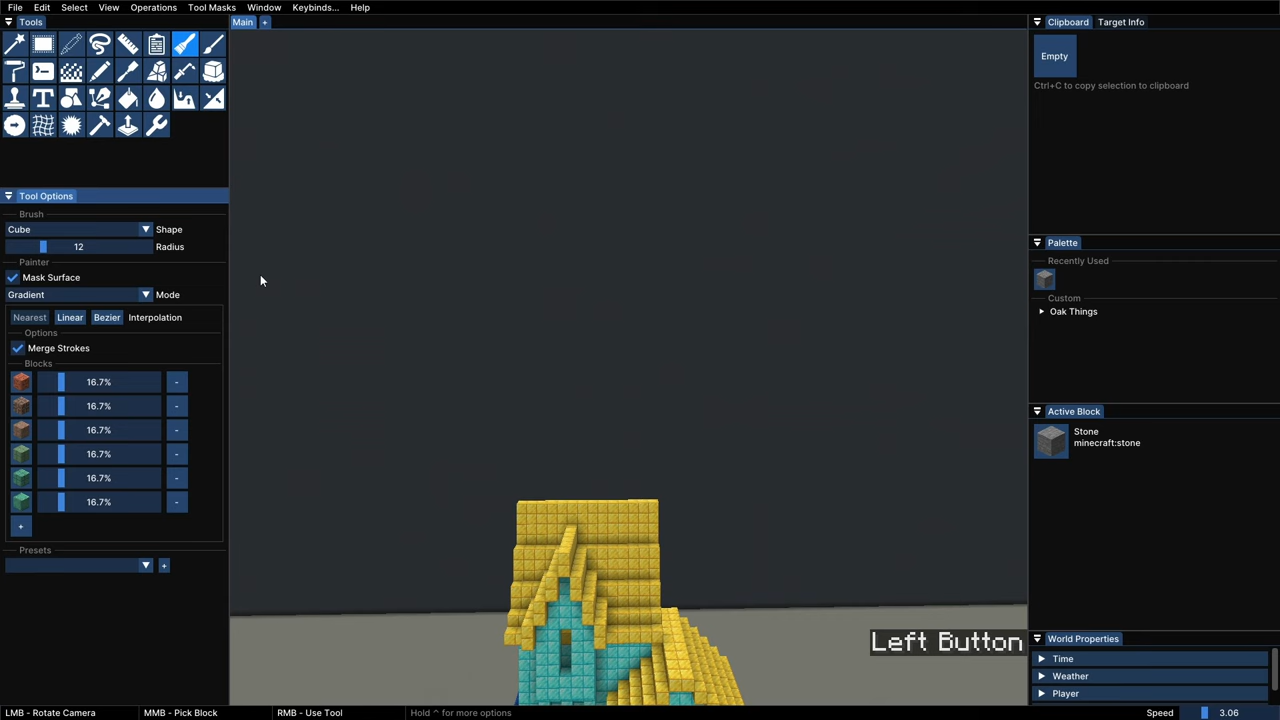 File Edit Select View Operations Tool Masks Window Keybinds... Help
Tools
Main +
Clipboard Target Info
Empty
Ctrl+C to copy selection to clipboard
Tool Options
Brush
Cube Shape
12 Radius
Painter
Mask Surface
Gradient Mode
Nearest Linear Bezier Interpolation
Options
Merge Strokes
Blocks
16.7% -
16.7% -
16.7% -
16.7% -
16.7% -
16.7% -
+
Presets
+
Palette
Recently Used
Custom
Oak Things
Active Block
Stone
minecraft:stone
Left Button
World Properties
Time
Weather
Player
LMB - Rotate Camera MMB - Pick Block RMB - Use Tool Hold ^ for more options Speed 3.06